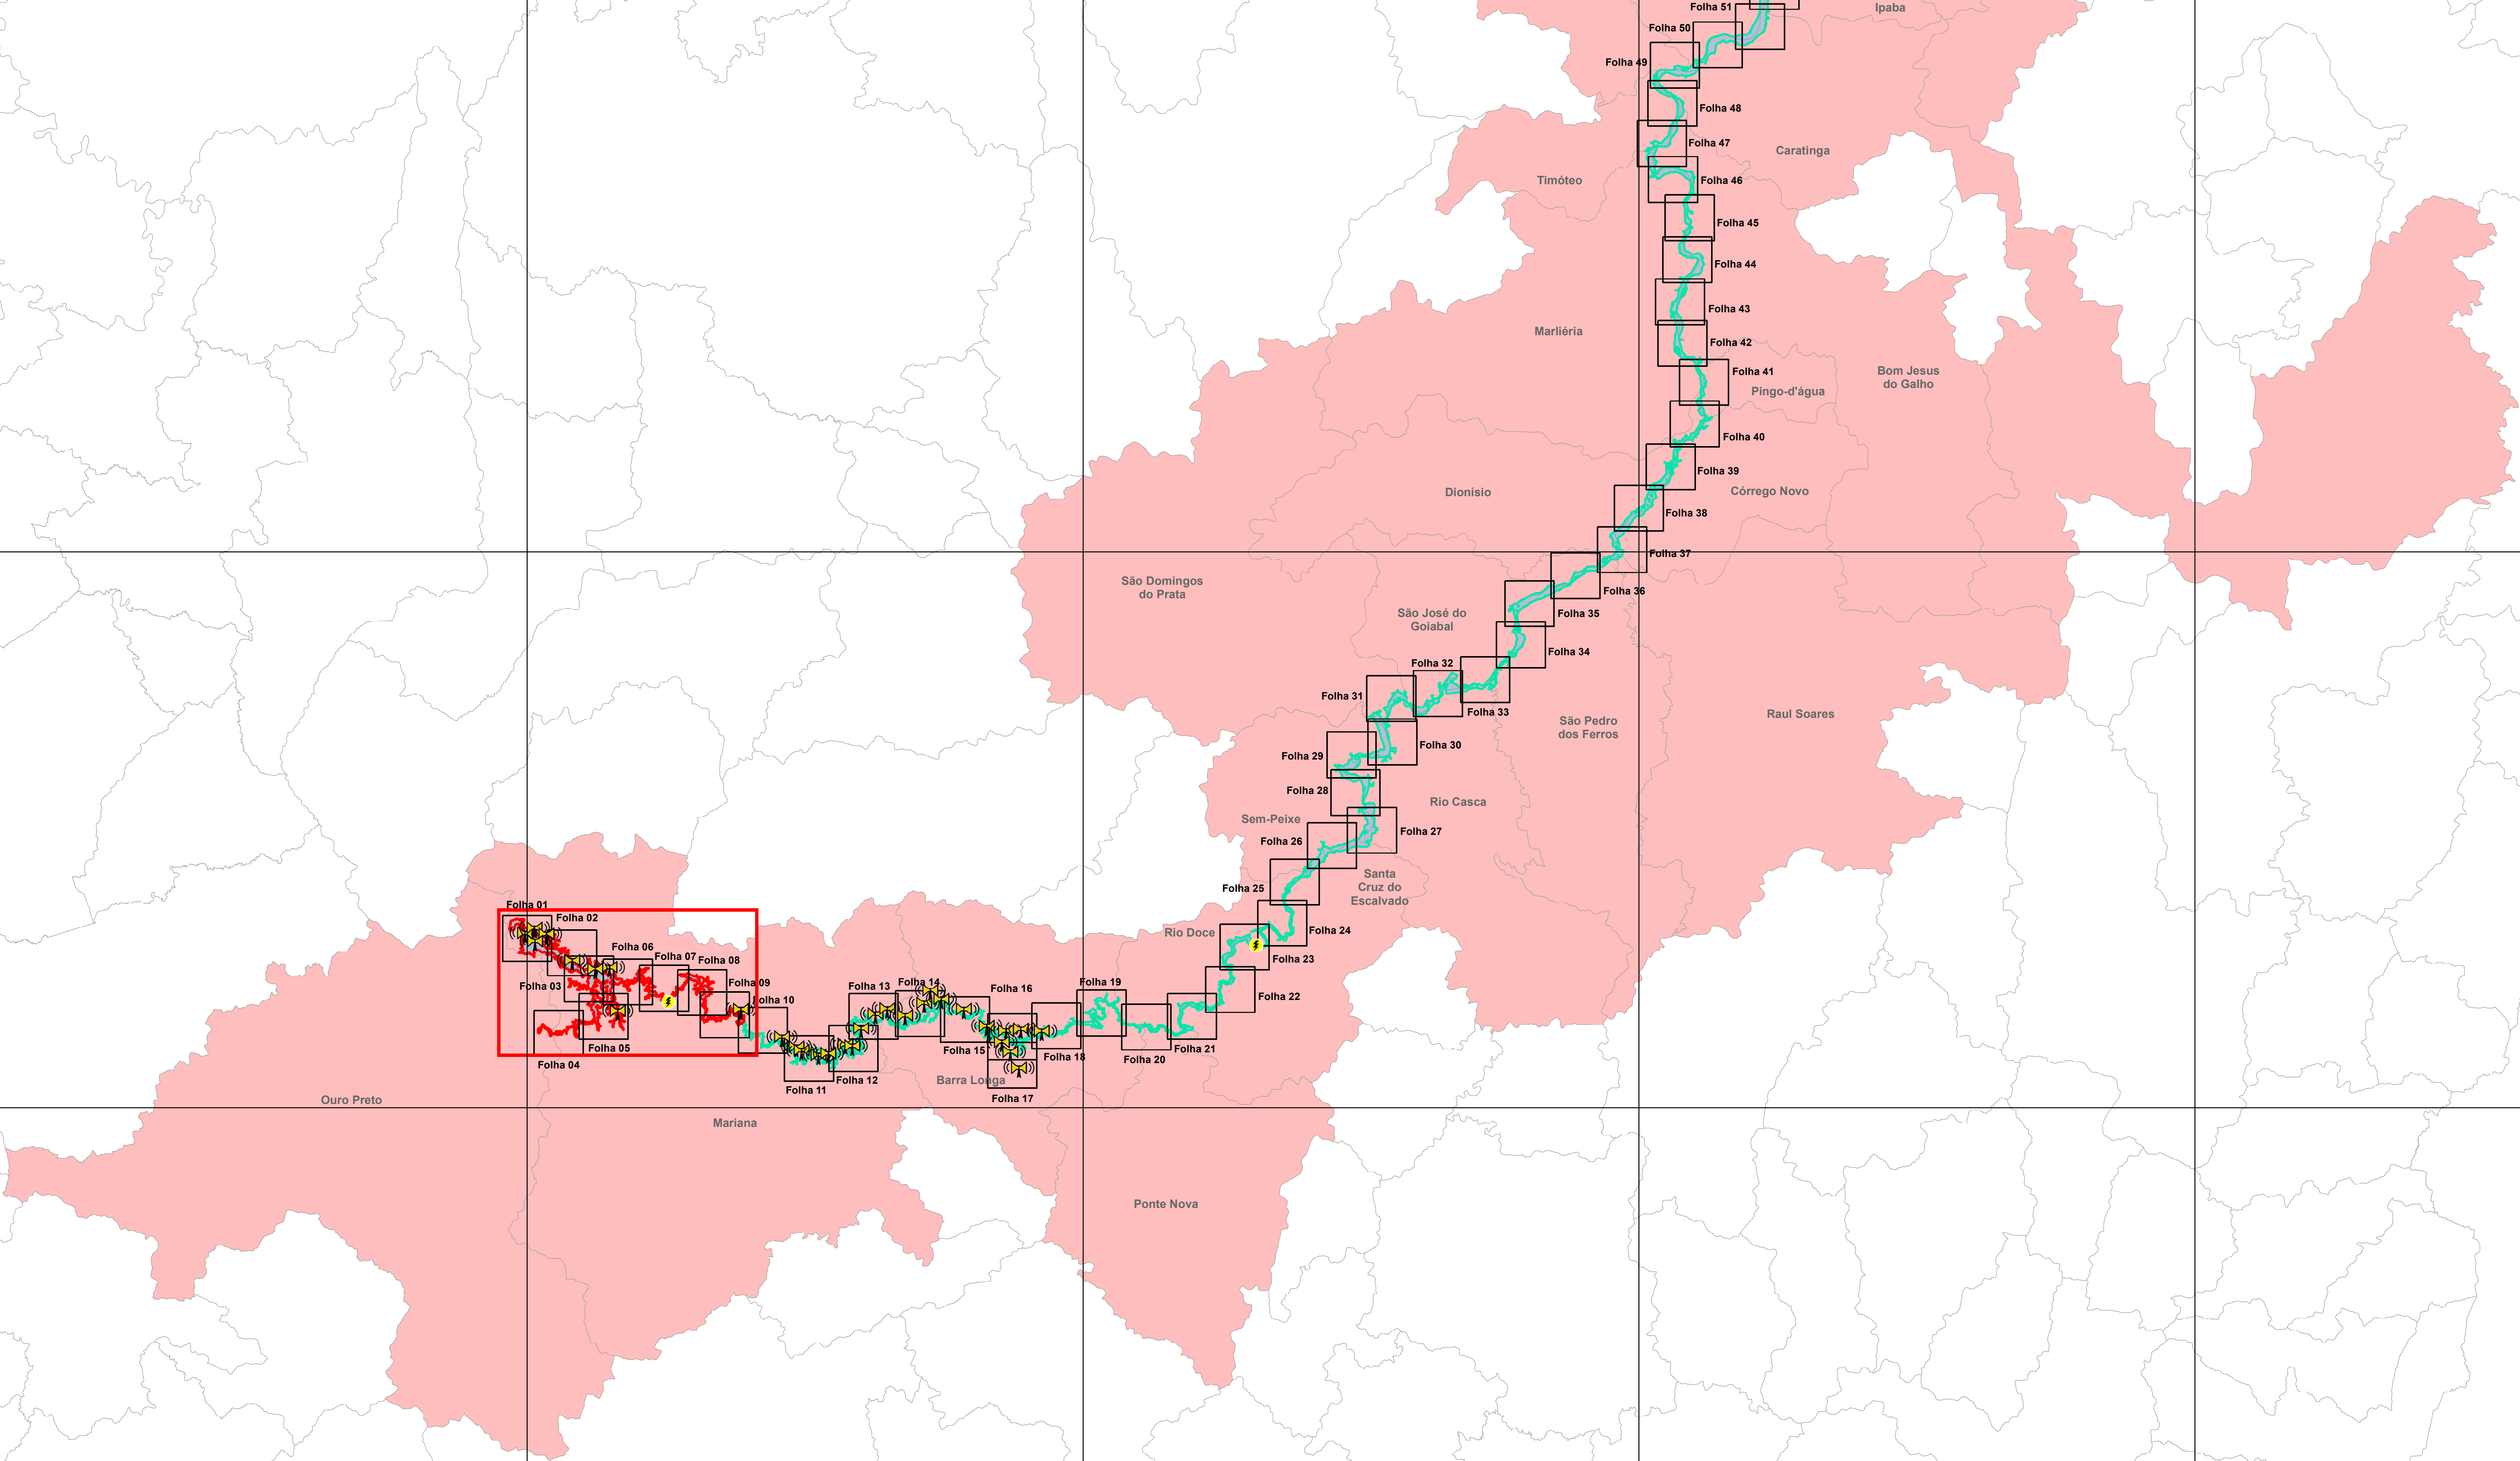 Folha 51
Ipaba
Folha 50
Folha 49
Folha 48
Folha 47
Caratinga
Timóteo
Folha 46
Folha 45
Folha 44
Folha 43
Marliéria
Folha 42
Folha 41
Bom Jesus
do Galho
Pingo-d'água
Folha 40
Folha 39
Dionísio
Córrego Novo
Folha 38
Folha 37
São Domingos
do Prata
Folha 36
São José do
Goiabal
Folha 35
Folha 34
Folha 32
Folha 31
Folha 33
Raul Soares
São Pedro
dos Ferros
Folha 30
Folha 29
Folha 28
Rio Casca
Sem-Peixe
Folha 27
Folha 26
Santa
Cruz do
Escalvado
Folha 25
Folha 01
Folha 02
Rio Doce
Folha 24
Folha 06
Folha 07
Folha 08
Folha 23
Folha 03
Folha 09
Folha 13
Folha 14
Folha 16
Folha 19
Folha 22
Folha 10
Folha 05
Folha 15
Folha 18
Folha 20
Folha 21
Folha 04
Folha 12
Barra Longa
Folha 11
Folha 17
Ouro Preto
Mariana
Ponte Nova